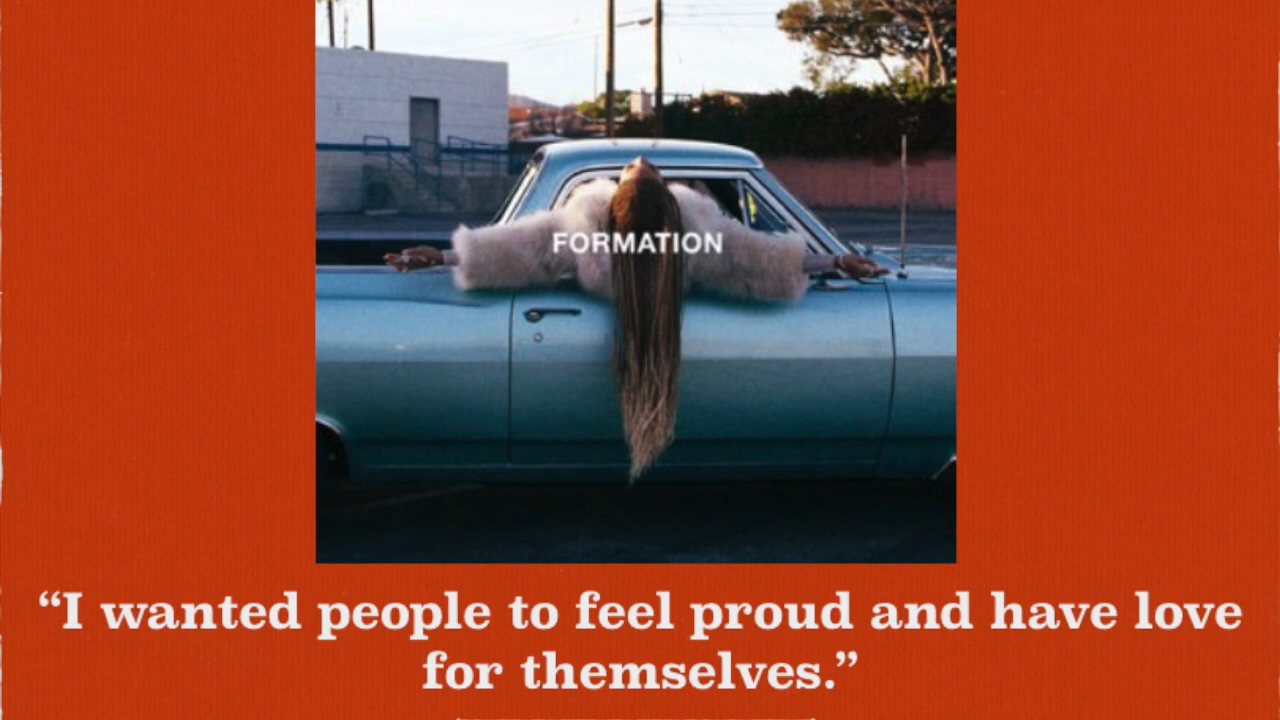 FORMATION
“I wanted people to feel proud and have love
for themselves.”